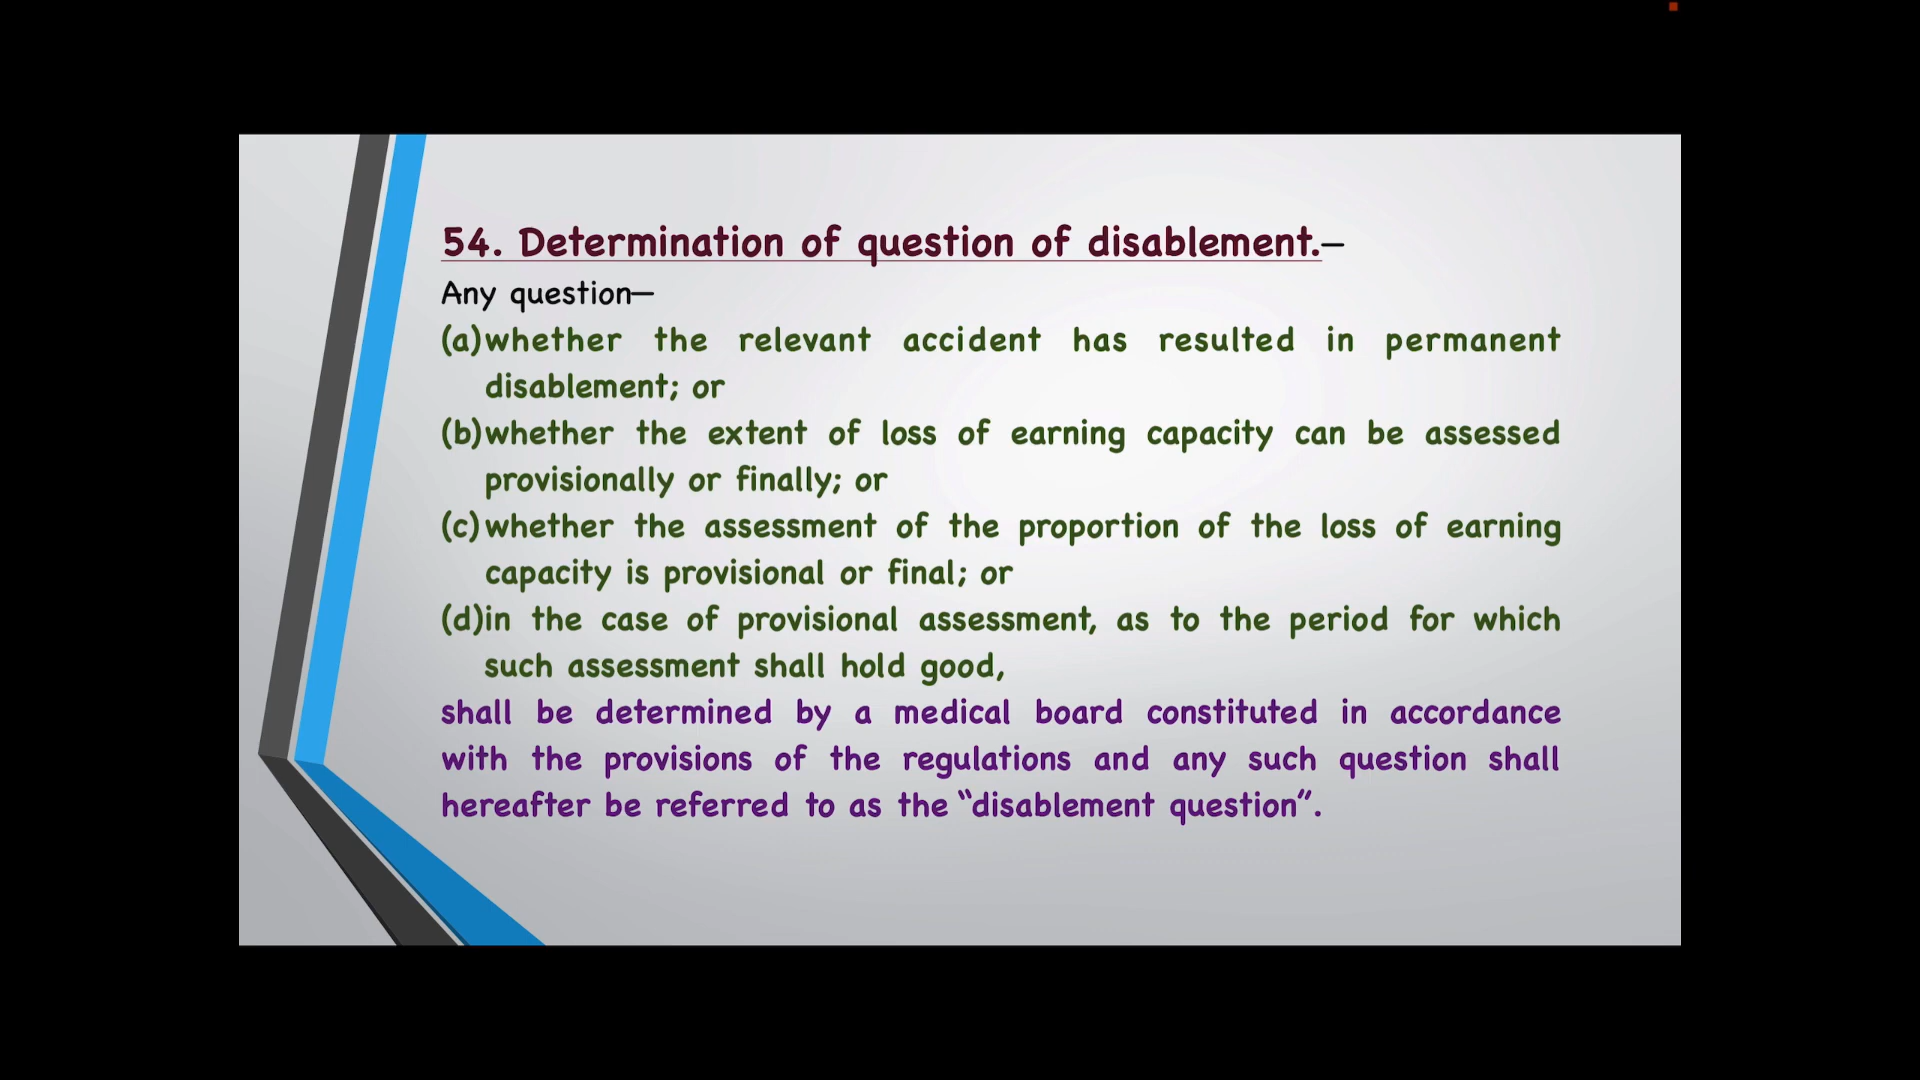 54. Determination of question of disablement.—
Any question—
(a)whether the relevant accident has resulted in permanent
disablement; or
(b)whether the extent of loss of earning capacity can be assessed
provisionally or finally; or
(c)whether the assessment of the proportion of the loss of earning
capacity is provisional or final; or
(d)in the case of provisional assessment, as to the period for which
such assessment shall hold good,
shall be determined by a medical board constituted in accordance
with the provisions of the regulations and any such question shall
hereafter be referred to as the “disablement question”.